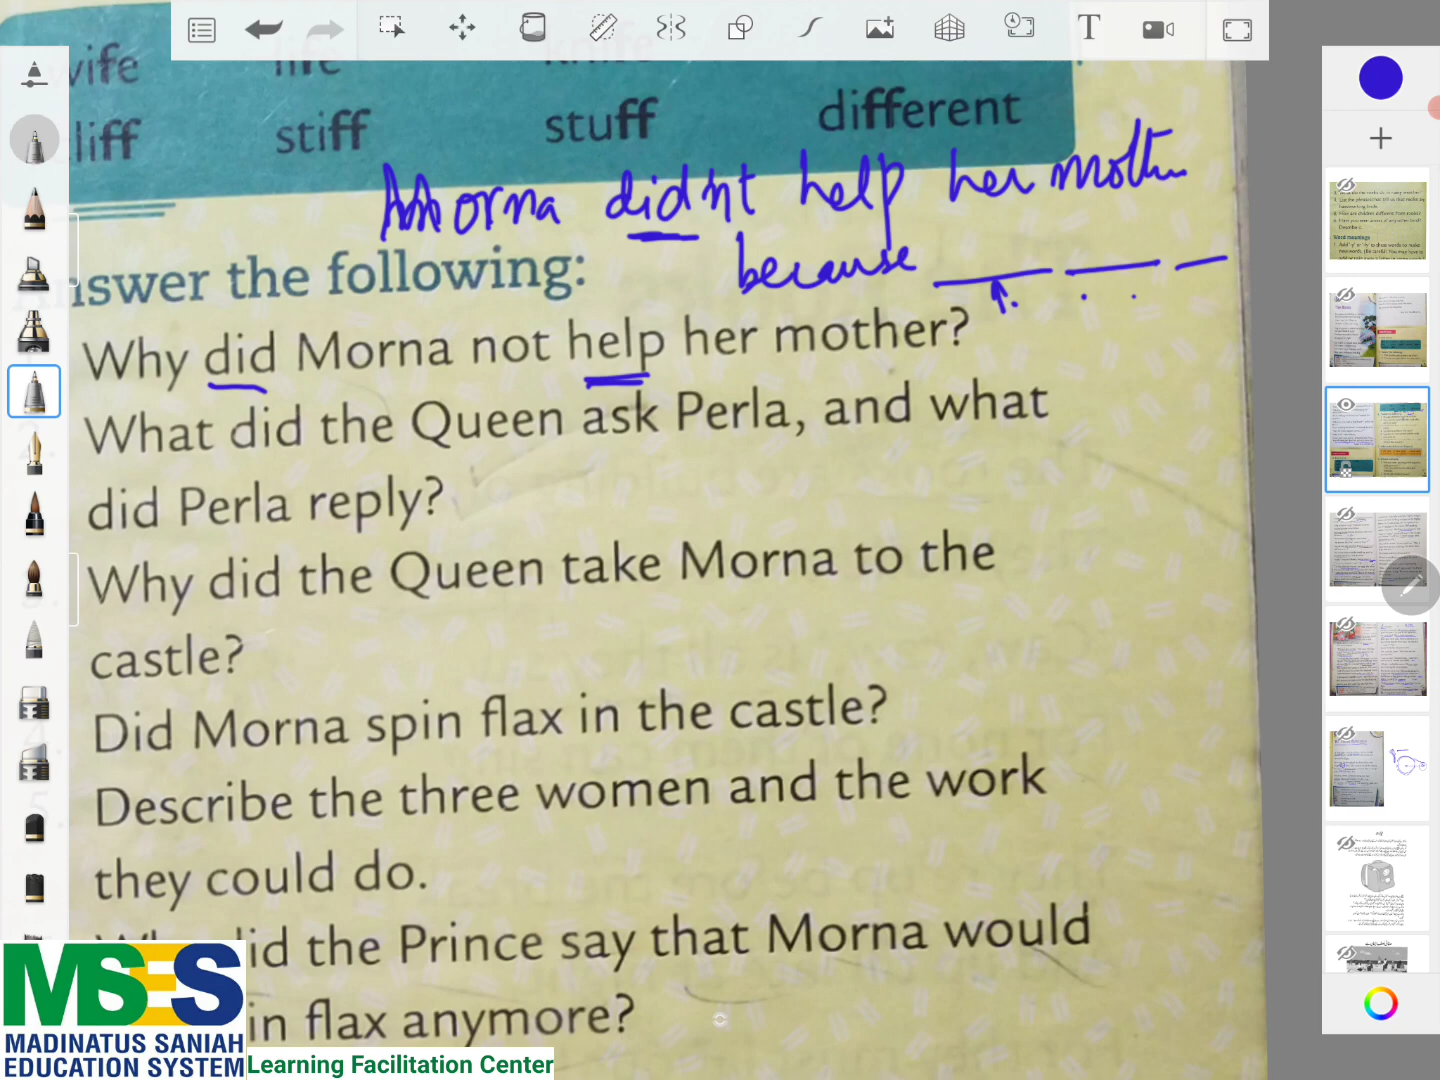 wife life knife
liff stiff stuff different
Morna didn't help her mother
because
nswer the following:
Why did Morna not help her mother?
What did the Queen ask Perla, and what
did Perla reply?
Why did the Queen take Morna to the
castle?
Did Morna spin flax in the castle?
Describe the three women and the work
they could do.
id the Prince say that Morna would
in flax anymore?
MSES
MADINATUS SANIAH
EDUCATION SYSTEM
Learning Facilitation Center
T